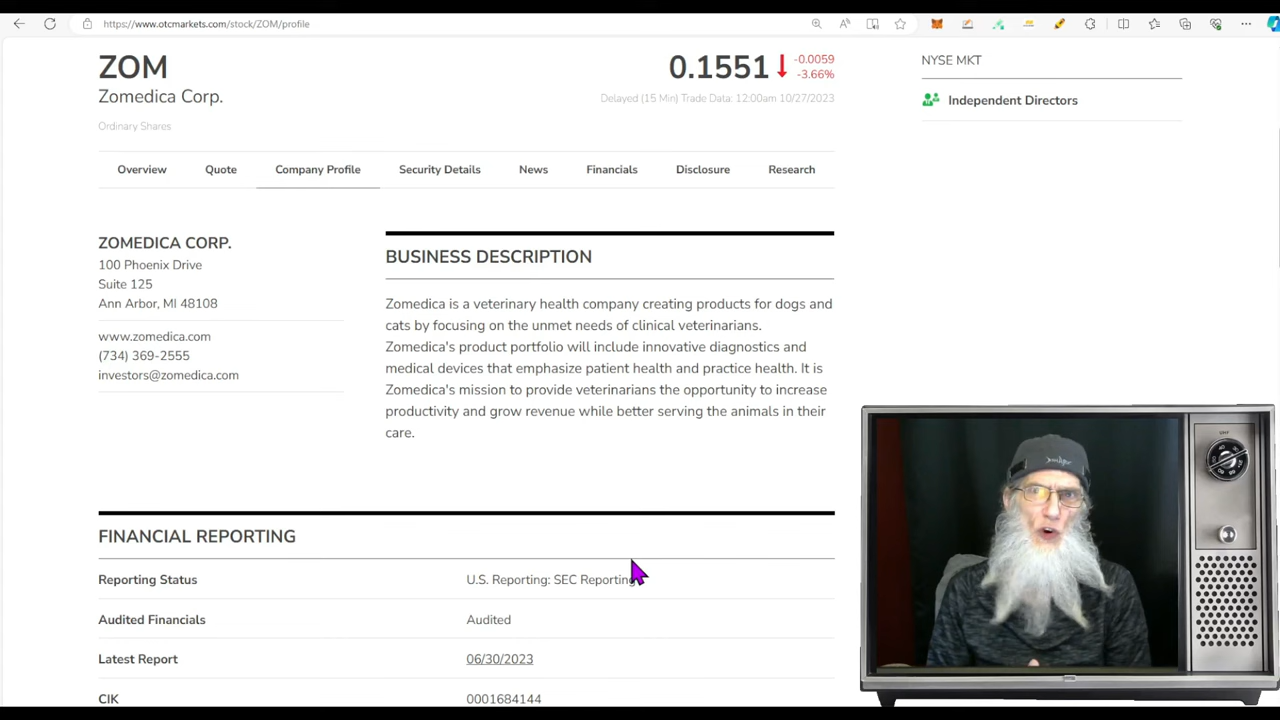 https://www.otcmarkets.com/stock/ZOM/profile
ZOM
Zomedica Corp.
Ordinary Shares
0.1551
-0.0059
-3.66%
Delayed (15 Min) Trade Data: 12:00am 10/27/2023
NYSE MKT
Independent Directors
Overview Quote Company Profile Security Details News Financials Disclosure Research
ZOMEDICA CORP.
100 Phoenix Drive
Suite 125
Ann Arbor, MI 48108
www.zomedica.com
(734) 369-2555
investors@zomedica.com
BUSINESS DESCRIPTION
Zomedica is a veterinary health company creating products for dogs and
cats by focusing on the unmet needs of clinical veterinarians.
Zomedica's product portfolio will include innovative diagnostics and
medical devices that emphasize patient health and practice health. It is
Zomedica's mission to provide veterinarians the opportunity to increase
productivity and grow revenue while better serving the animals in their
care.
FINANCIAL REPORTING
Reporting Status U.S. Reporting: SEC Reporting
Audited Financials Audited
Latest Report 06/30/2023
CIK 0001684144